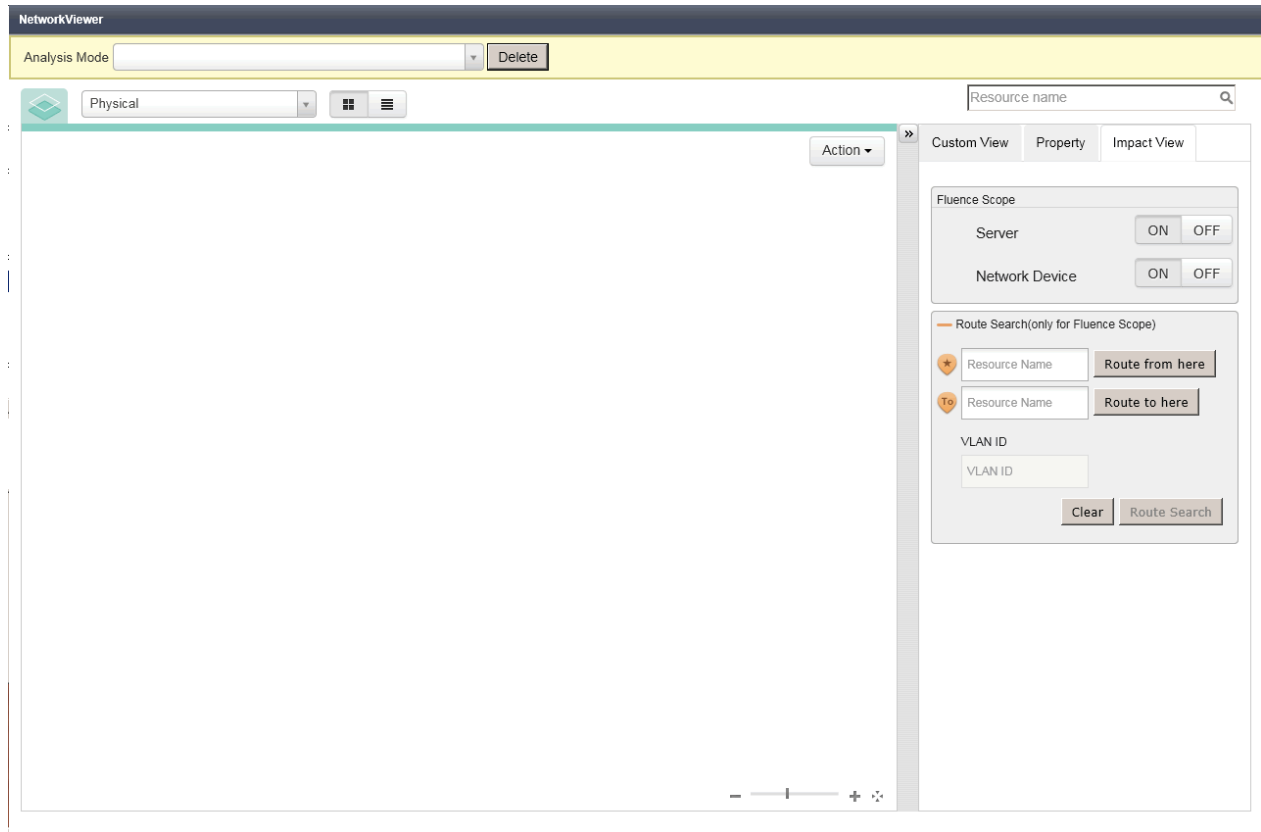 NetworkViewer
Analysis Mode Delete
Physical Resource name
Action
Custom View Property Impact View
Fluence Scope
Server ON OFF
Network Device ON OFF
Route Search(only for Fluence Scope)
Resource Name Route from here
To Resource Name Route to here
VLAN ID
VLAN ID
Clear Route Search